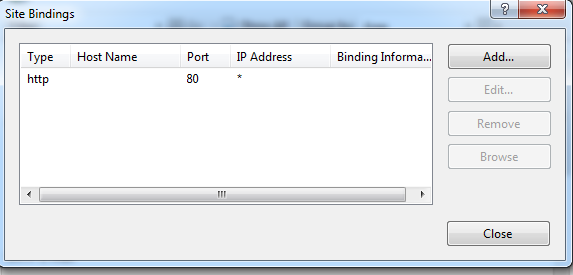 Site Bindings
Type Host Name Port IP Address Binding Informa...
http 80 *
Add...
Edit...
Remove
Browse
Close